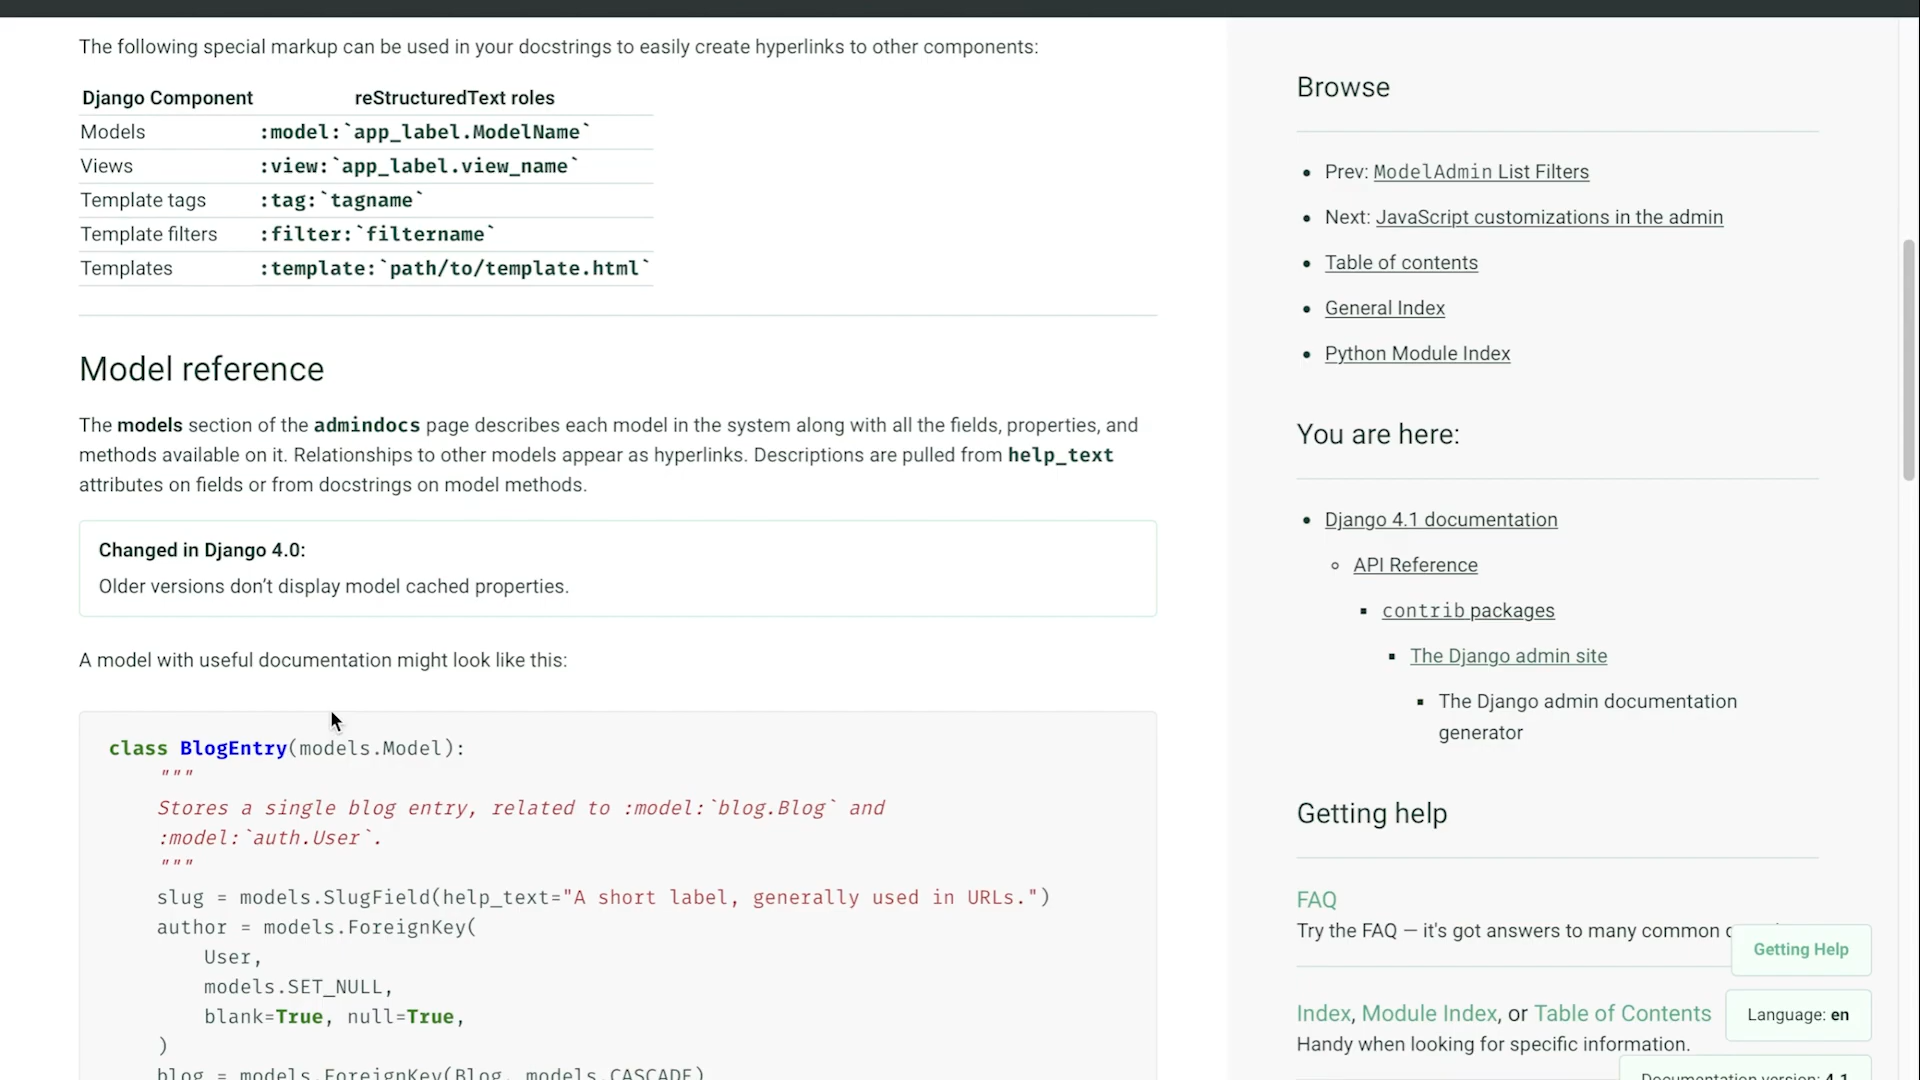 The following special markup can be used in your docstrings to easily create hyperlinks to other components:
Django Component reStructuredText roles
Models :model:`app_label.ModelName`
Views :view:`app_label.view_name`
Template tags :tag:`tagname`
Template filters :filter:`filtername`
Templates :template:`path/to/template.html`
Model reference
The models section of the admindocs page describes each model in the system along with all the fields, properties, and
methods available on it. Relationships to other models appear as hyperlinks. Descriptions are pulled from help_text
attributes on fields or from docstrings on model methods.
Changed in Django 4.0:
Older versions don’t display model cached properties.
A model with useful documentation might look like this:
class BlogEntry(models.Model):
    """
    Stores a single blog entry, related to :model:`blog.Blog` and
    :model:`auth.User`.
    """
    slug = models.SlugField(help_text="A short label, generally used in URLs.")
    author = models.ForeignKey(
        User,
        models.SET_NULL,
        blank=True, null=True,
    )
    blog = models.ForeignKey(Blog, models.CASCADE)
Browse
Prev: ModelAdmin List Filters
Next: JavaScript customizations in the admin
Table of contents
General Index
Python Module Index
You are here:
Django 4.1 documentation
API Reference
contrib packages
The Django admin site
The Django admin documentation
generator
Getting help
FAQ
Try the FAQ — it's got answers to many common
Getting Help
Index, Module Index, or Table of Contents
Language: en
Handy when looking for specific information.
Documentation version: 4.1